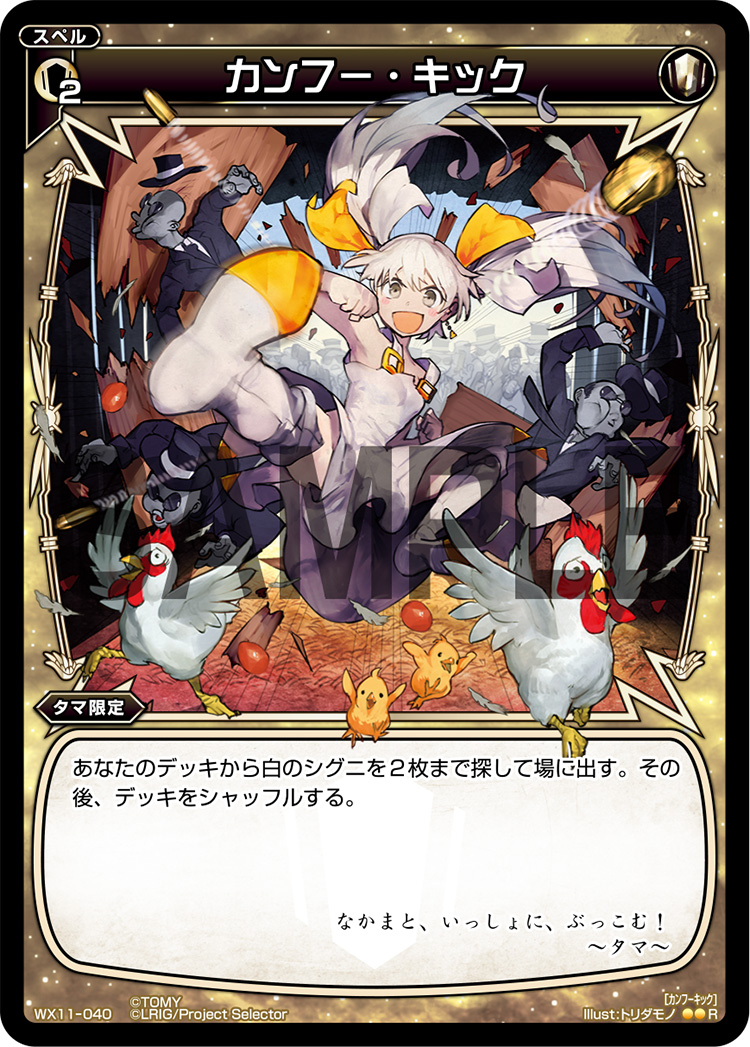 スペル
2
カンフー・キック
SAMPLE
タマ限定
あなたのデッキから白のシグニを2枚まで探して場に出す。その
後、デッキをシャッフルする。
なかまと、いっしょに、ぶっこむ!
~タマ~
WX11-040
©TOMY
©LRIG/Project Selector
[カンフーキック]
Illust:トリダモノ
R